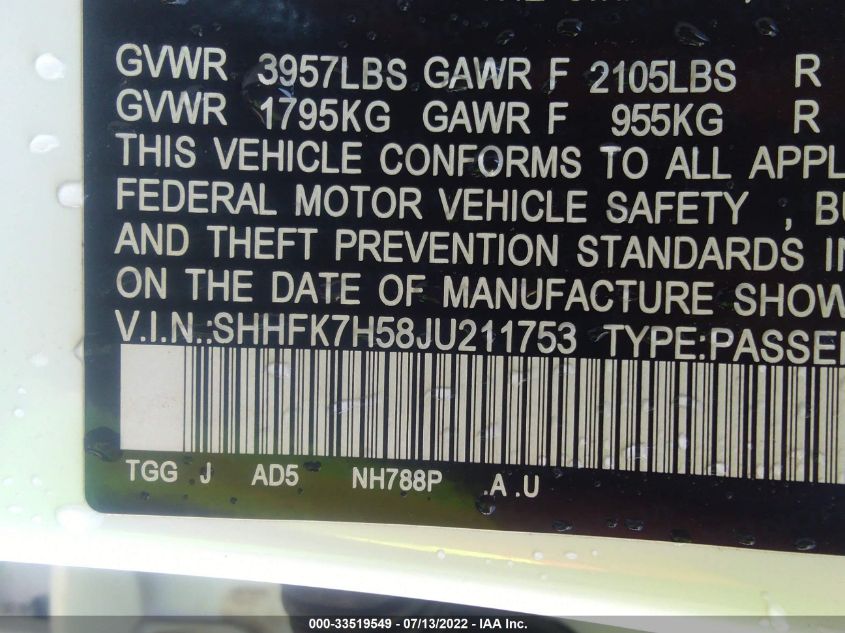 GVWR 3957LBS GAWR F 2105LBS R
GVWR 1795KG GAWR F 955KG R
THIS VEHICLE CONFORMS TO ALL APPL
FEDERAL MOTOR VEHICLE SAFETY , BU
AND THEFT PREVENTION STANDARDS IN
ON THE DATE OF MANUFACTURE SHOW
V.I.N.:SHHFK7H58JU211753 TYPE:PASSE
TGG J AD5 NH788P .A .U
000-33519549 - 07/13/2022 - IAA Inc.